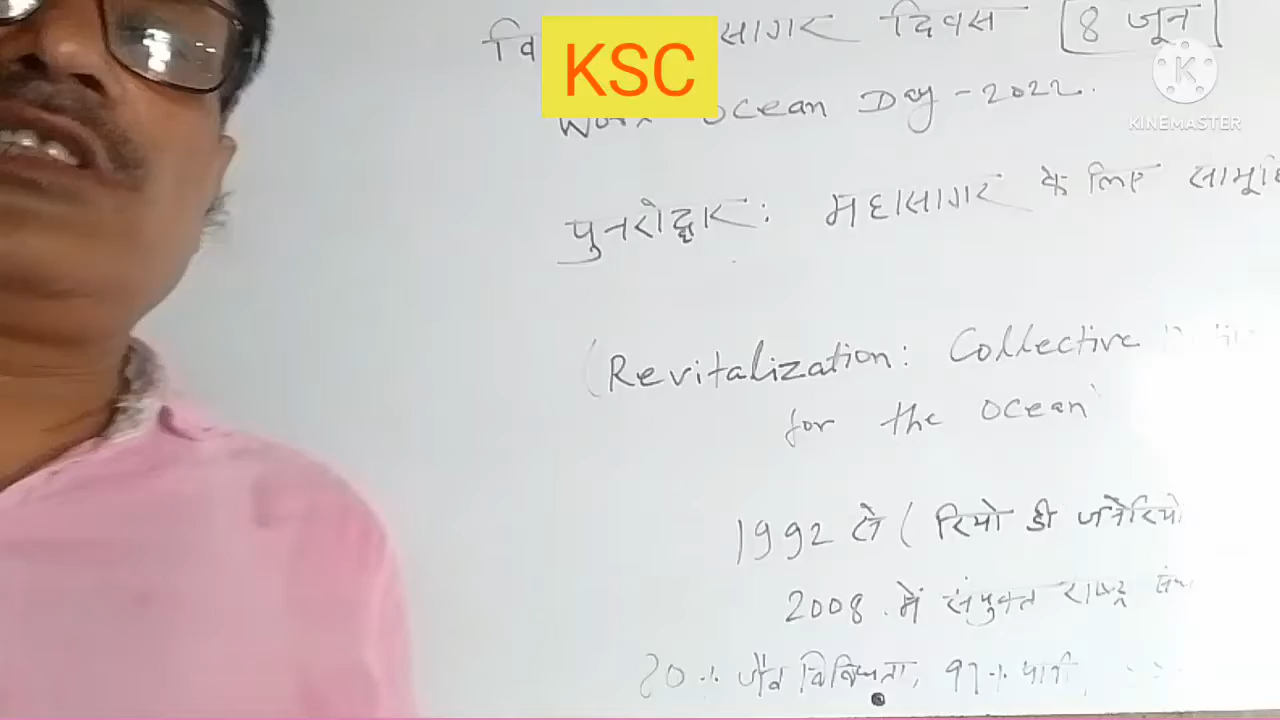 सागर दिवस [8 जून]
KSC
K
KINEMASTER
Ocean Day - 2022.
पुनरोद्धार: महासागर के लिए
(Revitalization: Collective
for the Ocean
1992 से (रियो डी जनेरियो
2008 में संयुक्त राष्ट्र
जैव विविधता, 97%